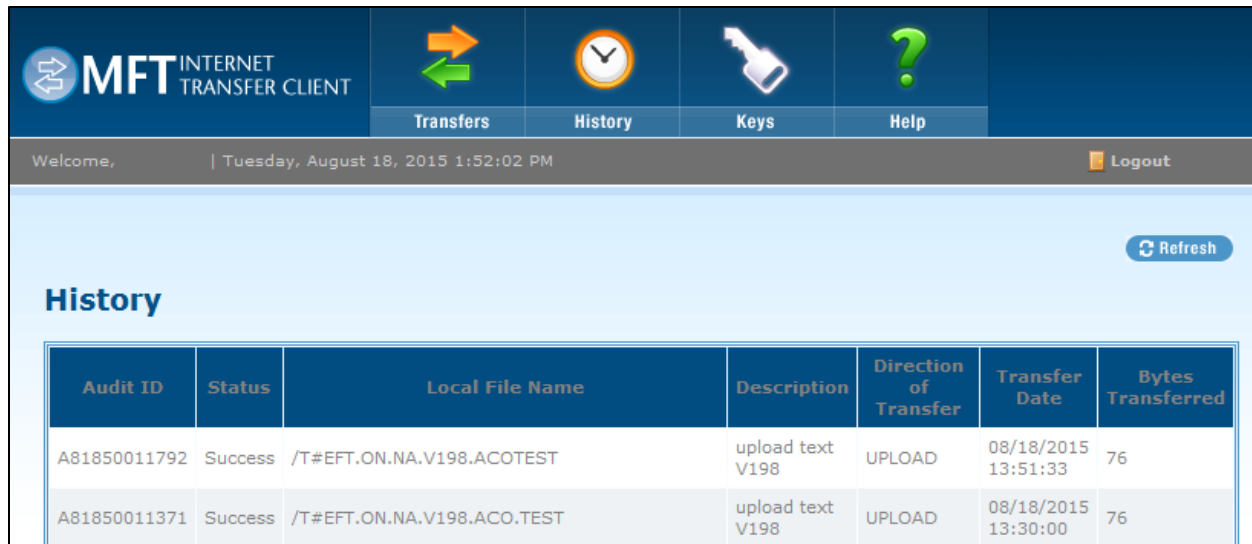 MFT INTERNET
TRANSFER CLIENT
Transfers History Keys Help
Welcome, | Tuesday, August 18, 2015 1:52:02 PM Logout
Refresh
History
Audit ID Status Local File Name Description Direction of Transfer Transfer Date Bytes Transferred
A81850011792 Success /T#EFT.ON.NA.V198.ACOTEST upload text V198 UPLOAD 08/18/2015 13:51:33 76
A81850011371 Success /T#EFT.ON.NA.V198.ACO.TEST upload text V198 UPLOAD 08/18/2015 13:30:00 76